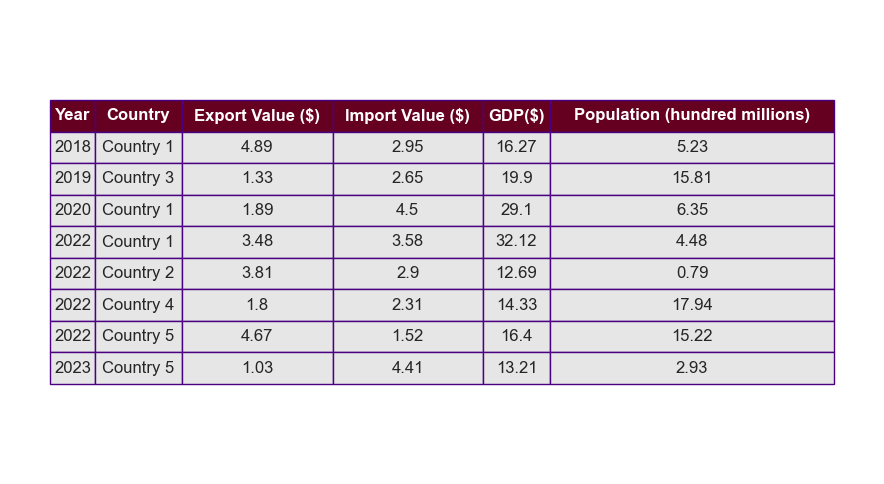 Year Country Export Value ($) Import Value ($) GDP($) Population (hundred millions)
2018 Country 1 4.89 2.95 16.27 5.23
2019 Country 3 1.33 2.65 19.9 15.81
2020 Country 1 1.89 4.5 29.1 6.35
2022 Country 1 3.48 3.58 32.12 4.48
2022 Country 2 3.81 2.9 12.69 0.79
2022 Country 4 1.8 2.31 14.33 17.94
2022 Country 5 4.67 1.52 16.4 15.22
2023 Country 5 1.03 4.41 13.21 2.93